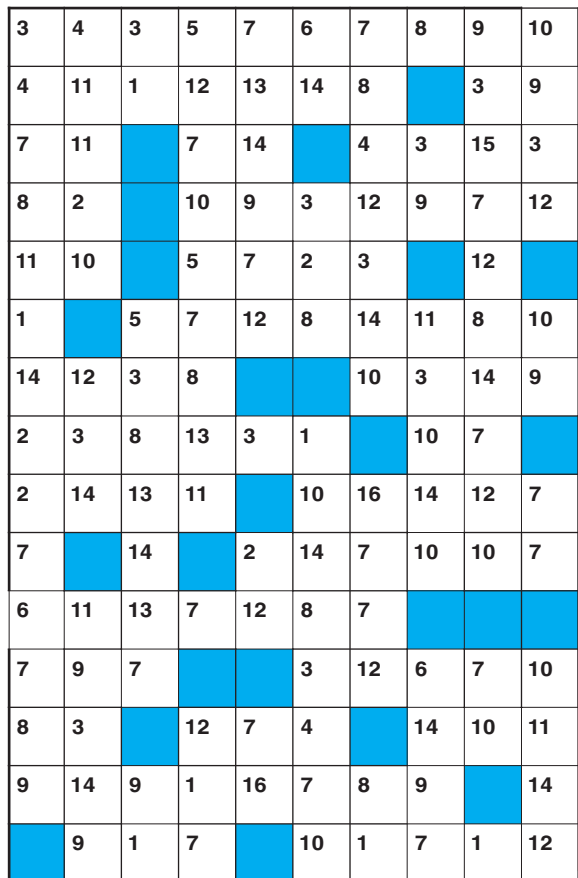 3 4 3 5 7 6 7 8 9 10
4 11 1 12 13 14 8 3 9
7 11 7 14 4 3 15 3
8 2 10 9 3 12 9 7 12
11 10 5 7 2 3 12
1 5 7 12 8 14 11 8 10
14 12 3 8 10 3 14 9
2 3 8 13 3 1 10 7
2 14 13 11 10 16 14 12 7
7 14 2 14 7 10 10 7
6 11 13 7 12 8 7
7 9 7 3 12 6 7 10
8 3 12 7 4 14 10 11
9 14 9 1 16 7 8 9 14
9 1 7 10 1 7 1 12